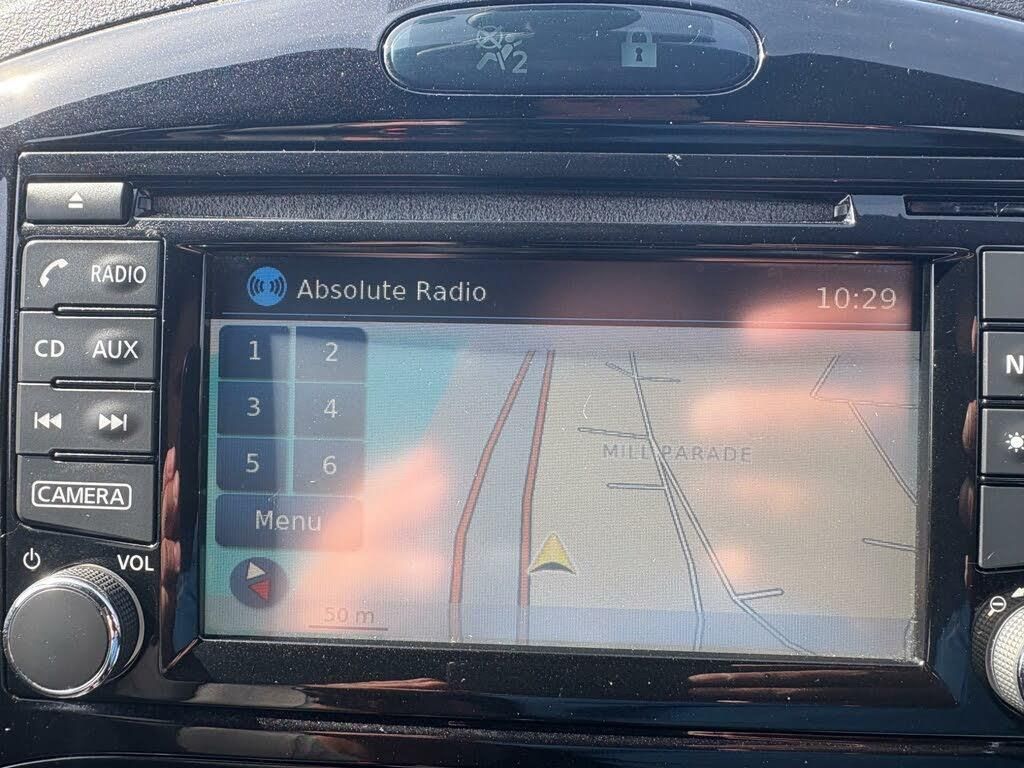 2
RADIO
CD AUX
CAMERA
VOL
Absolute Radio
10:29
1 2
3 4
5 6
Menu
50 m
MILL PARADE
N